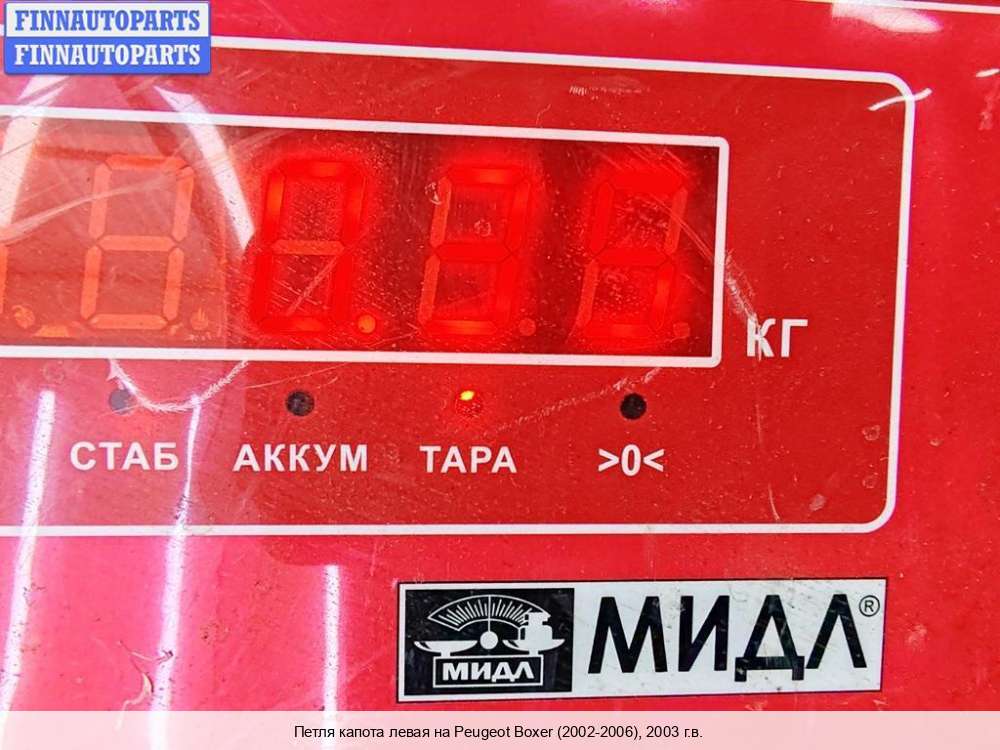 FINNAUTOPARTS
FINNAUTOPARTS
0.35
КГ
СТАБ АККУМ ТАРА >0<
МИДЛ
МИДЛ®
Петля капота левая на Peugeot Boxer (2002-2006), 2003 г.в.